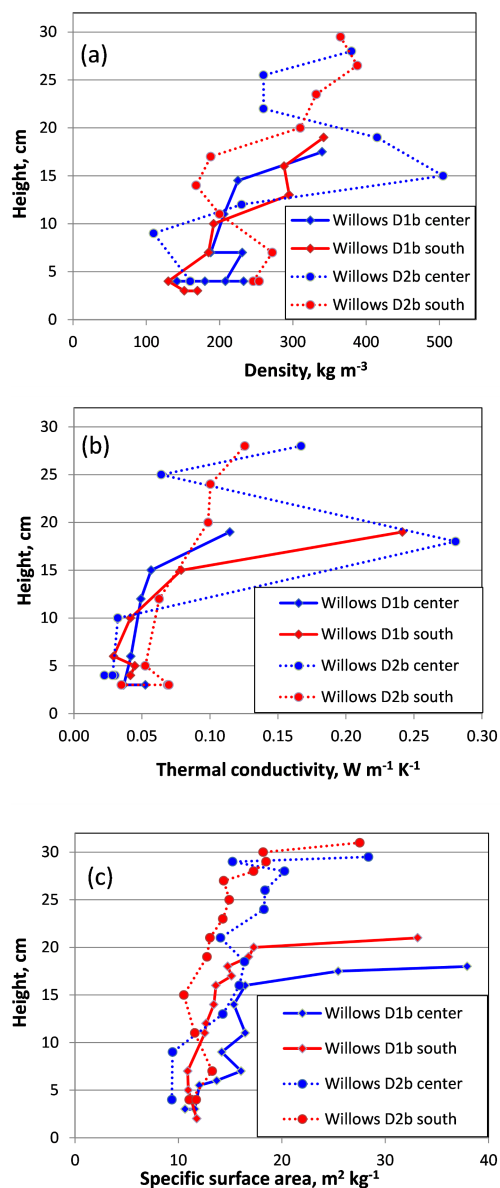 30
(a)
25
20
15
10
5
0
Height, cm
Willows D1b center
Willows D1b south
Willows D2b center
Willows D2b south
0 100 200 300 400 500
Density, kg m⁻³
30
(b)
25
20
15
10
5
0
Height, cm
Willows D1b center
Willows D1b south
Willows D2b center
Willows D2b south
0.00 0.05 0.10 0.15 0.20 0.25 0.30
Thermal conductivity, W m⁻¹ K⁻¹
30
(c)
25
20
15
10
5
0
Height, cm
Willows D1b center
Willows D1b south
Willows D2b center
Willows D2b south
0 10 20 30 40
Specific surface area, m² kg⁻¹